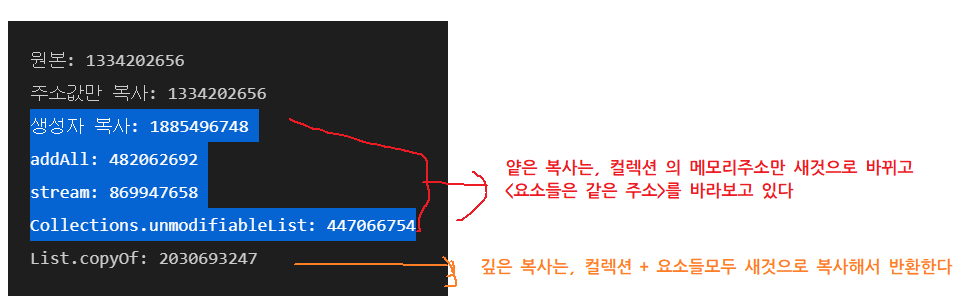 원본: 1334202656
주소값만 복사: 1334202656
생성자 복사: 1885496748
addAll: 482062692
stream: 869947658
Collections.unmodifiableList: 447066754
List.copyOf: 2030693247
얕은 복사는, 컬렉션 의 메모리주소만 새것으로 바뀌고
<요소들은 같은 주소>를 바라보고 있다
깊은 복사는, 컬렉션 + 요소들모두 새것으로 복사해서 반환한다